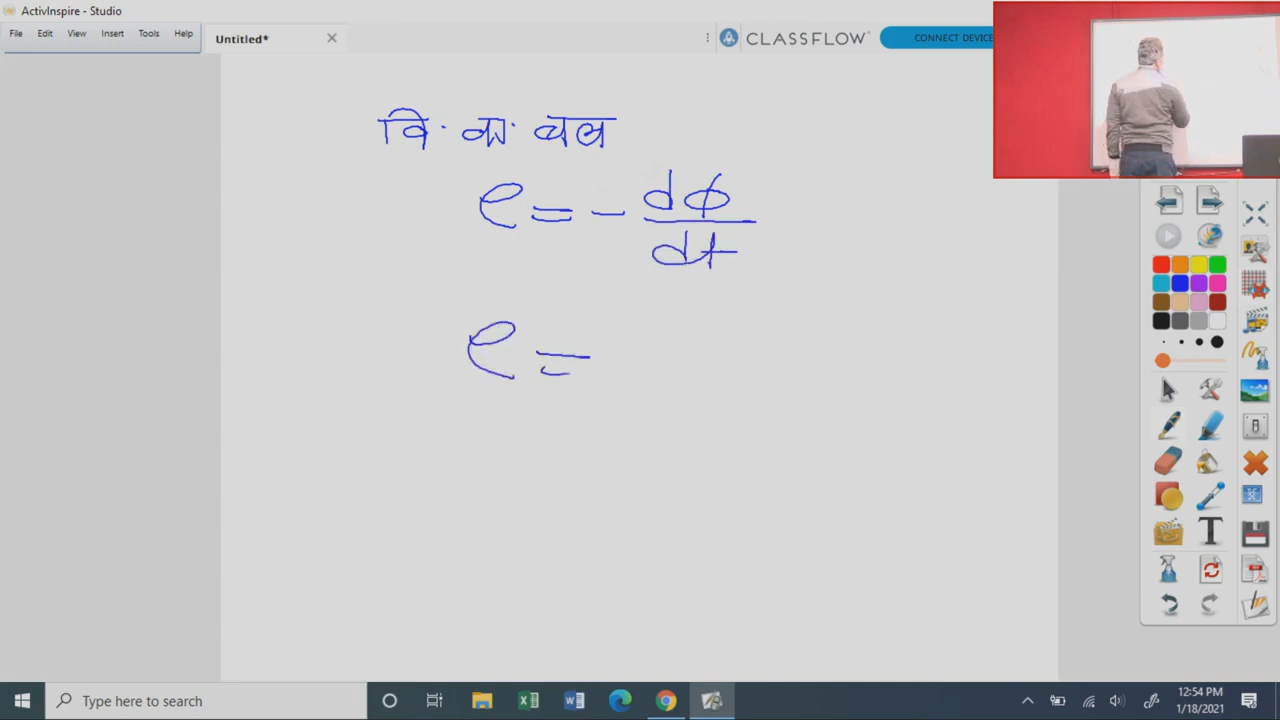 ActivInspire - Studio
File Edit View Insert Tools Help
Untitled*
CLASSFLOW
CONNECT DEVICE
वि. वा. बल
e = - dφ/dt
e =
T
Type here to search
12:54 PM
1/18/2021